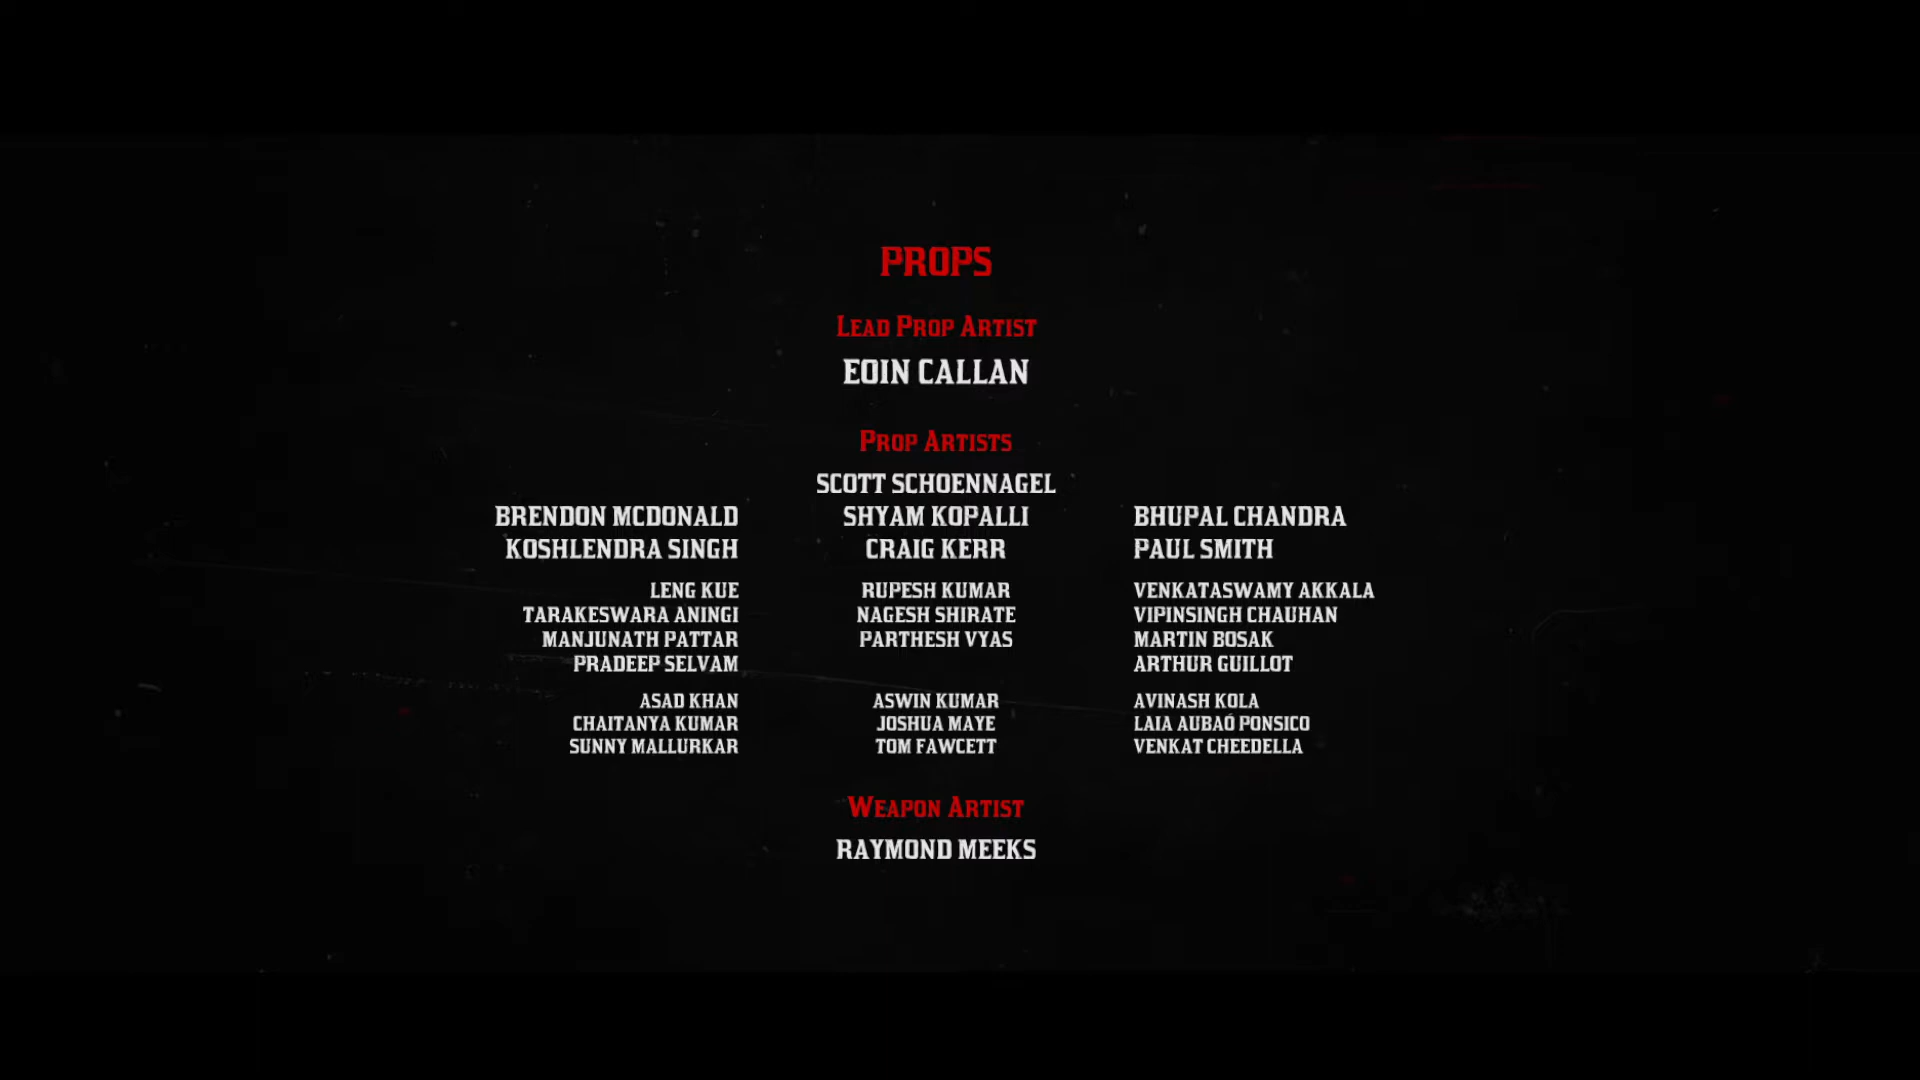 PROPS
LEAD PROP ARTIST
EOIN CALLAN
PROP ARTISTS
SCOTT SCHOENNAGEL
BRENDON MCDONALD SHYAM KOPALLI BHUPAL CHANDRA
KOSHLENDRA SINGH CRAIG KERR PAUL SMITH
LENG KUE RUPESH KUMAR VENKATASWAMY AKKALA
TARAKESWARA ANINGI NAGESH SHIRATE VIPINSINGH CHAUHAN
MANJUNATH PATTAR PARTHESH VYAS MARTIN BOSAK
PRADEEP SELVAM ARTHUR GUILLOT
ASAD KHAN ASWIN KUMAR AVINASH KOLA
CHAITANYA KUMAR JOSHUA MAYE LAIA AUBAÓ PONSICO
SUNNY MALLURKAR TOM FAWCETT VENKAT CHEEDELLA
WEAPON ARTIST
RAYMOND MEEKS